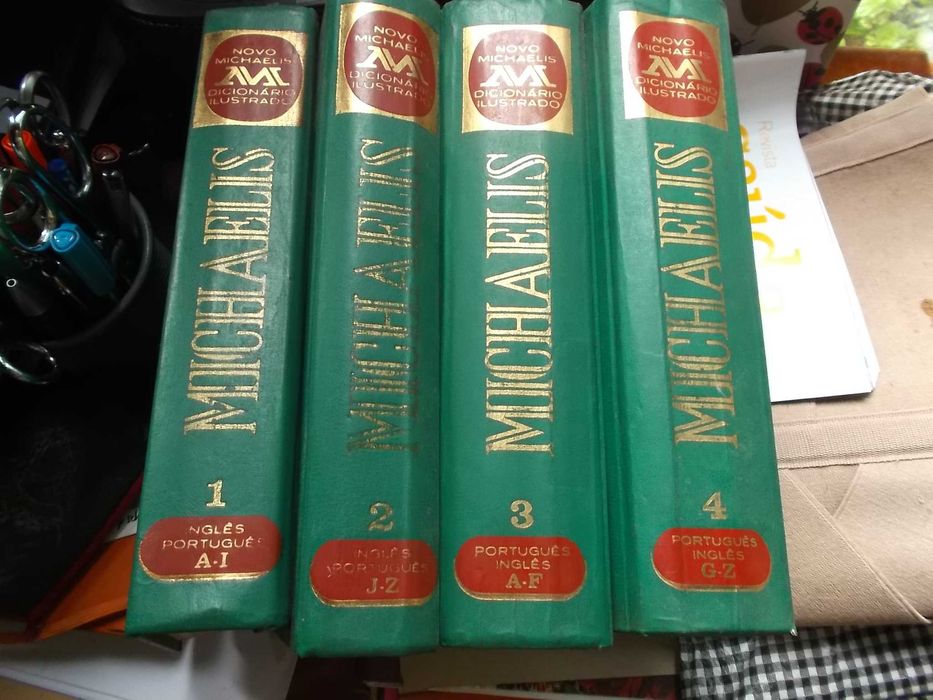 NOVO
MICHAELIS
DICIONÁRIO
ILUSTRADO
MICHAELIS
1
INGLÊS
PORTUGUÊS
A-I
NOVO
MICHAELIS
DICIONÁRIO
ILUSTRADO
MICHAELIS
2
INGLÊS
PORTUGUÊS
J-Z
NOVO
MICHAELIS
DICIONÁRIO
ILUSTRADO
MICHAELIS
3
PORTUGUÊS
INGLÊS
A-F
NOVO
MICHAELIS
DICIONÁRIO
ILUSTRADO
MICHAELIS
4
PORTUGUÊS
INGLÊS
G-Z
Revista